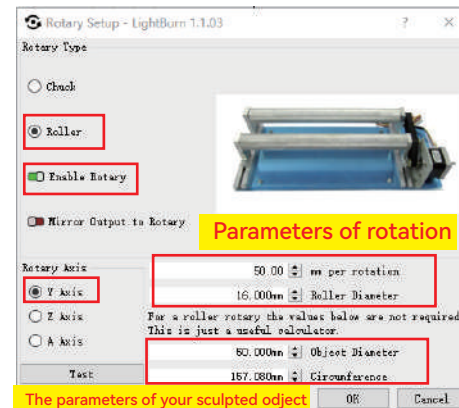 Rotary Setup - LightBurn 1.1.03 ? ×
Rotary Type
Chuck
Roller
Enable Rotary
Mirror Output to Rotary
Parameters of rotation
Rotary Axis
50.00 mm per rotation
Y Axis
16.000mm Roller Diameter
Z Axis
For a roller rotary the values below are not required
This is just a useful calculator.
A Axis
50.000mm Object Diameter
Test
157.080mm Circumference
The parameters of your sculpted object
OK
Cancel